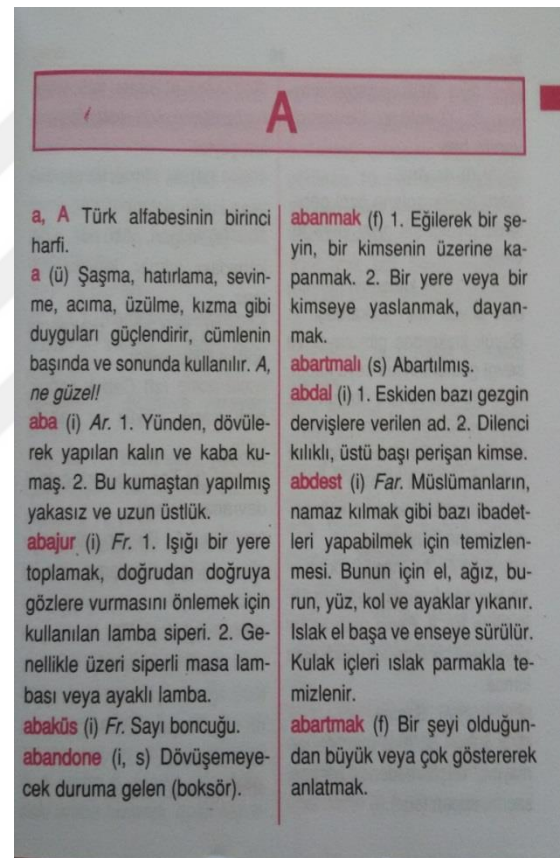 A
a, A Türk alfabesinin birinci
harfi.
a (ü) Şaşma, hatırlama, sevin-
me, acıma, üzülme, kızma gibi
duyguları güçlendirir, cümlenin
başında ve sonunda kullanılır. A,
ne güzel!
aba (i) Ar. 1. Yünden, dövüle-
rek yapılan kalın ve kaba ku-
maş. 2. Bu kumaştan yapılmış
yakasız ve uzun üstlük.
abajur (i) Fr. 1. Işığı bir yere
toplamak, doğrudan doğruya
gözlere vurmasını önlemek için
kullanılan lamba siperi. 2. Ge-
nellikle üzeri siperli masa lam-
bası veya ayaklı lamba.
abaküs (i) Fr. Sayı boncuğu.
abandone (i, s) Dövüşemeye-
cek duruma gelen (boksör).
abanmak (f) 1. Eğilerek bir şe-
yin, bir kimsenin üzerine ka-
panmak. 2. Bir yere veya bir
kimseye yaslanmak, dayan-
mak.
abartmalı (s) Abartılmış.
abdal (i) 1. Eskiden bazı gezgin
dervişlere verilen ad. 2. Dilenci
kılıklı, üstü başı perişan kimse.
abdest (i) Far. Müslümanların,
namaz kılmak gibi bazı ibadet-
leri yapabilmek için temizlen-
mesi. Bunun için el, ağız, bu-
run, yüz, kol ve ayaklar yıkanır.
Islak el başa ve enseye sürülür.
Kulak içleri ıslak parmakla te-
mizlenir.
abartmak (f) Bir şeyi olduğun-
dan büyük veya çok göstererek
anlatmak.